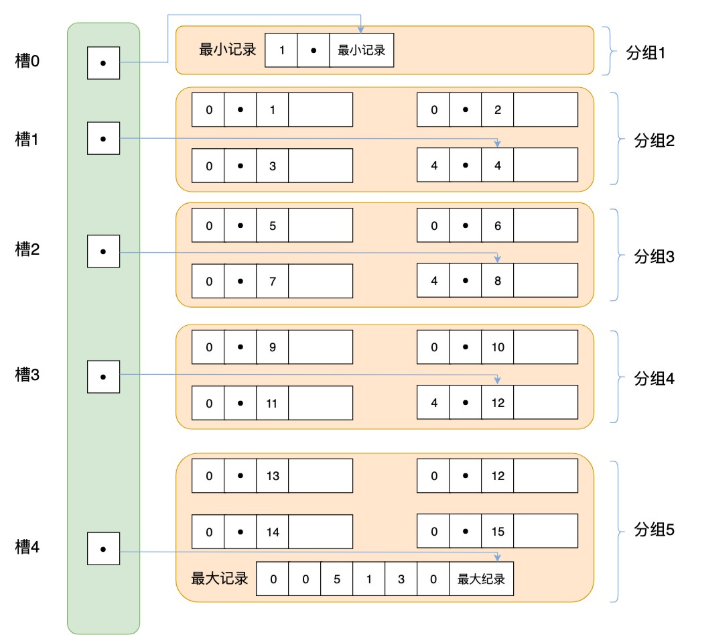 槽0
最小记录 1 • 最小记录
分组1
槽1
0 • 1 0 • 2
0 • 3 4 • 4
分组2
槽2
0 • 5 0 • 6
0 • 7 4 • 8
分组3
槽3
0 • 9 0 • 10
0 • 11 4 • 12
分组4
槽4
0 • 13 0 • 12
0 • 14 0 • 15
最大记录 0 0 5 1 3 0 最大纪录
分组5